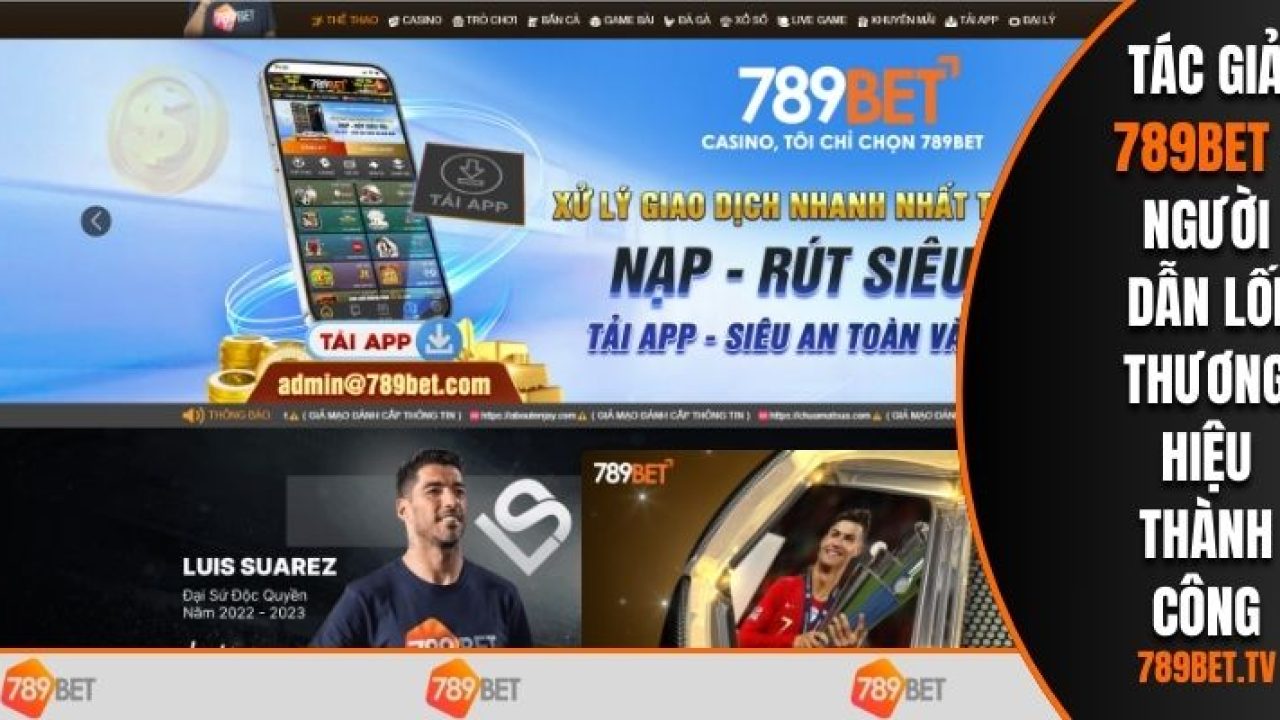 789BET
THỂ THAO
CASINO
TRÒ CHƠI
BẮN CÁ
GAME BÀI
ĐÁ GÀ
XỔ SỐ
LIVE GAME
KHUYẾN MÃI
TẢI APP
ĐẠI LÝ
789BET
CASINO, TÔI CHỈ CHỌN 789BET
XỬ LÝ GIAO DỊCH NHANH NHẤT T
NẠP - RÚT SIÊU
TẢI APP - SIÊU AN TOÀN VÀ
789BET
TẢI APP
TẢI APP
admin@789bet.com
THÔNG BÁO
( GIẢ MẠO ĐÁNH CẮP THÔNG TIN )
( GIẢ MẠO ĐÁNH CẮP THÔNG TIN )
LUIS SUAREZ
Đại Sứ Độc Quyền
Năm 2022 - 2023
789BET
LS
789BET
TÁC GIẢ
789BET
NGƯỜI
DẪN LỐI
THƯƠNG
HIỆU
THÀNH
CÔNG
789BET.TV
789BET
789BET
789BET